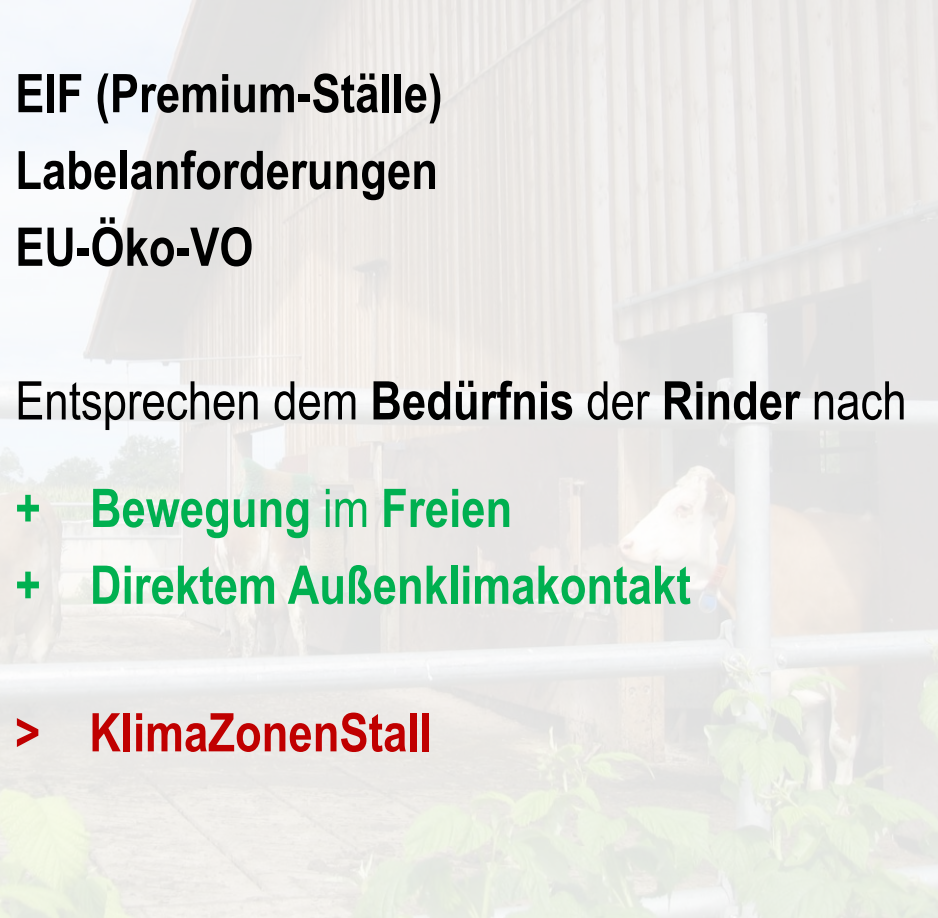 EIF (Premium-Ställe)
Labelanforderungen
EU-Öko-VO
Entsprechen dem Bedürfnis der Rinder nach
+ Bewegung im Freien
+ Direktem Außenklimakontakt
> KlimaZonenStall